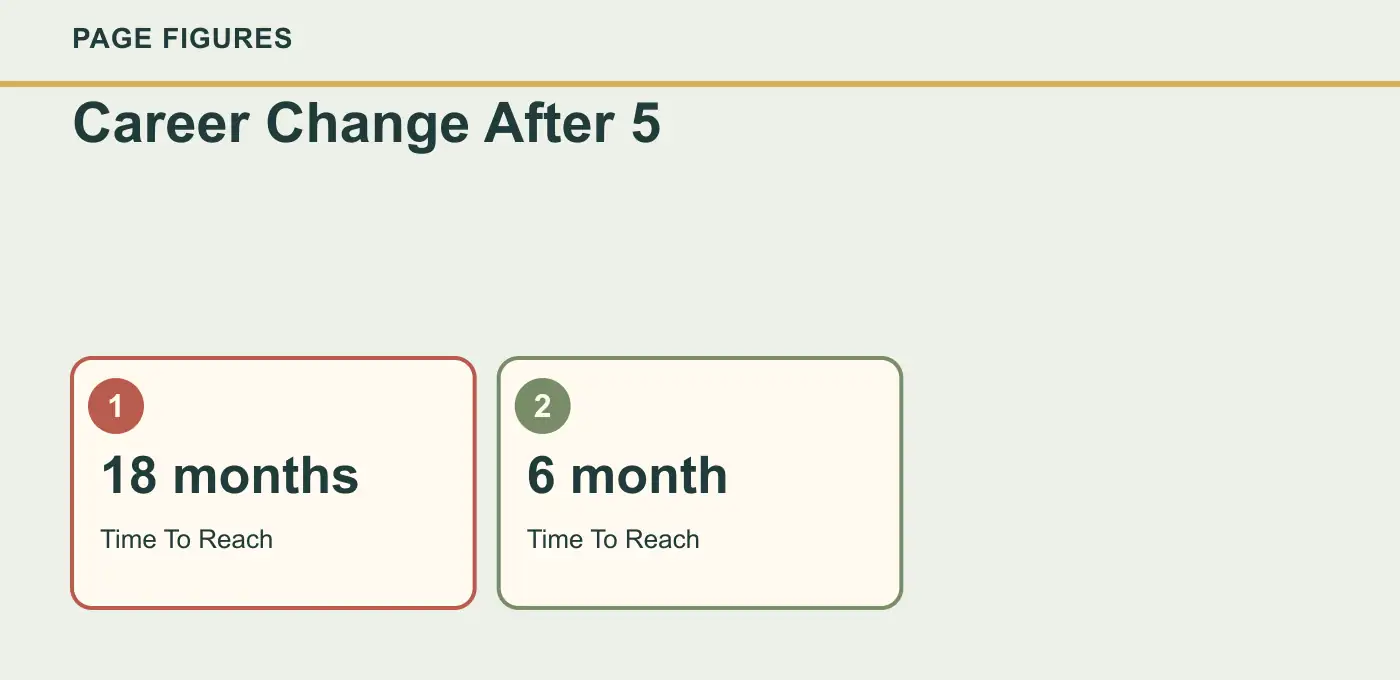 PAGE FIGURES
Career Change After 5
1
18 months
Time To Reach
2
6 month
Time To Reach